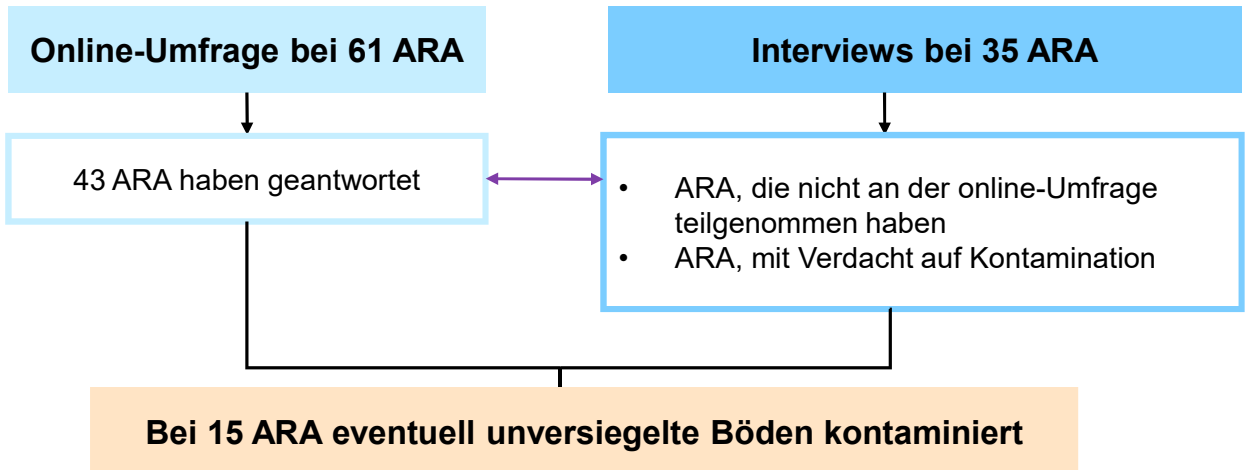 Online-Umfrage bei 61 ARA
Interviews bei 35 ARA
43 ARA haben geantwortet
• ARA, die nicht an der online-Umfrage
teilgenommen haben
• ARA, mit Verdacht auf Kontamination
Bei 15 ARA eventuell unversiegelte Böden kontaminiert